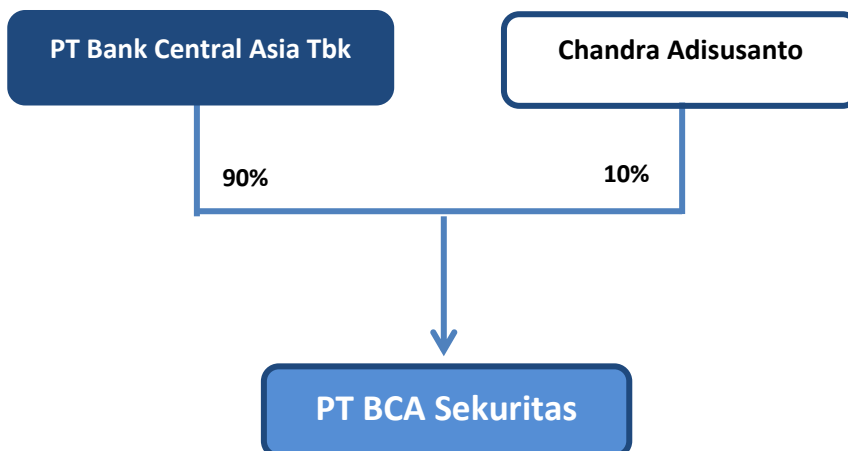 PT Bank Central Asia Tbk
Chandra Adisusanto
90%
10%
PT BCA Sekuritas